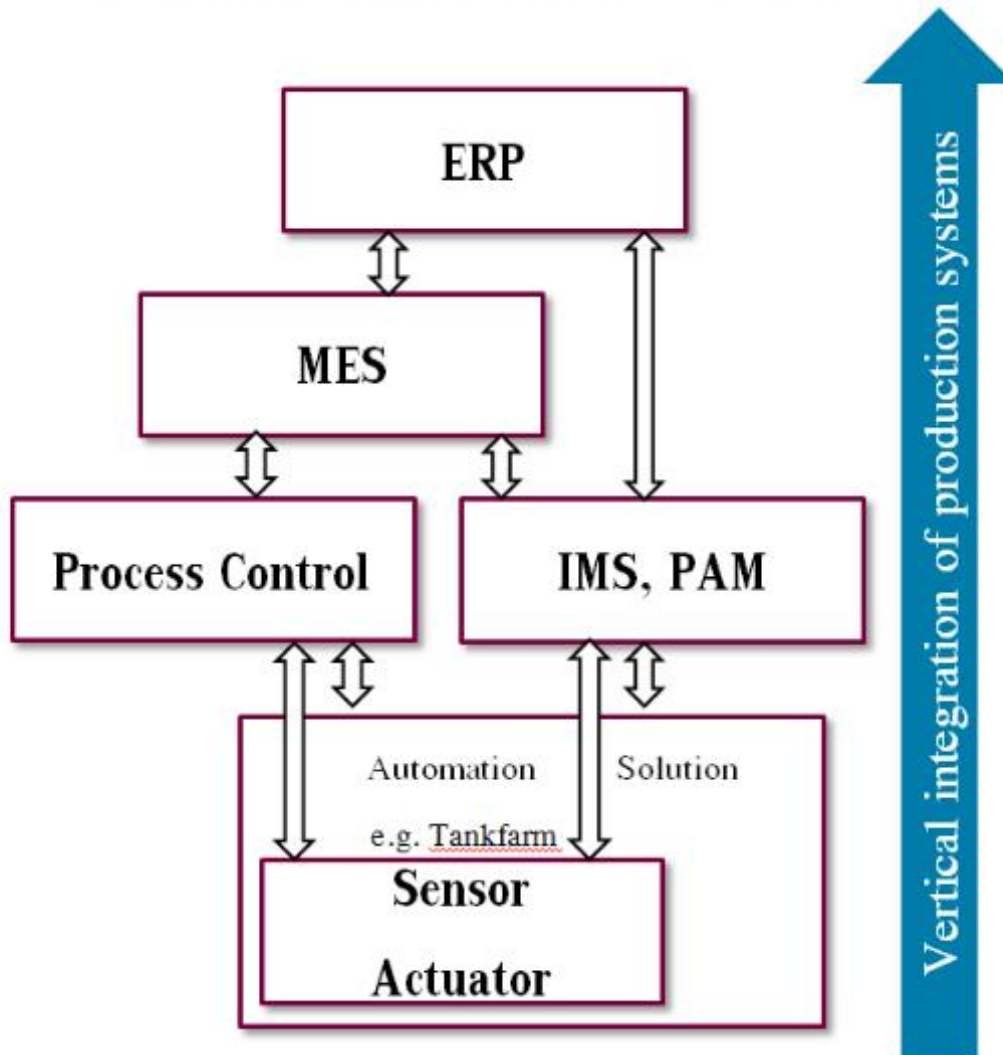 ERP
MES
Process Control
IMS, PAM
Automation Solution
e.g. Tankfarm
Sensor
Actuator
Vertical integration of production systems